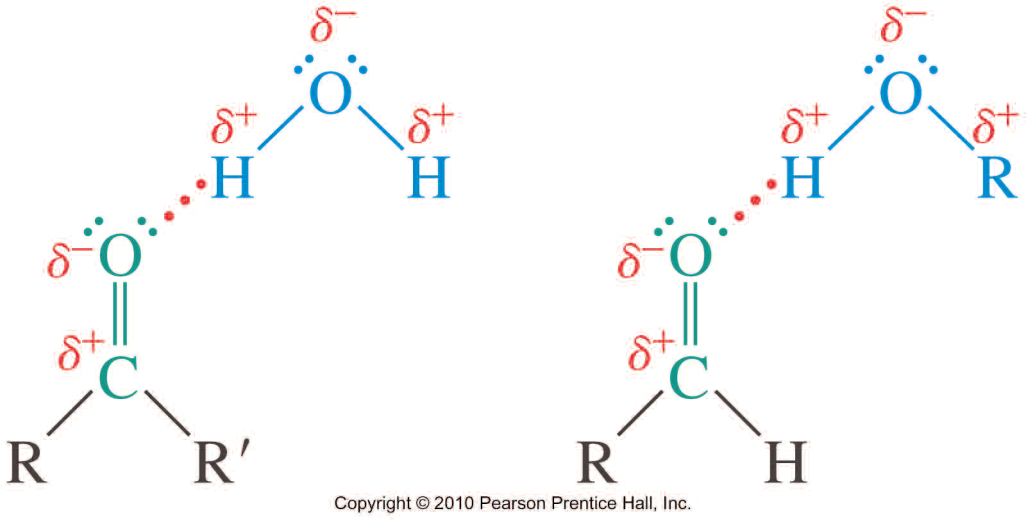 δ− δ−
O O
δ+ δ+ δ+ δ+
H H H R
δ− O δ− O
δ+ C δ+ C
R R′ R H
Copyright © 2010 Pearson Prentice Hall, Inc.